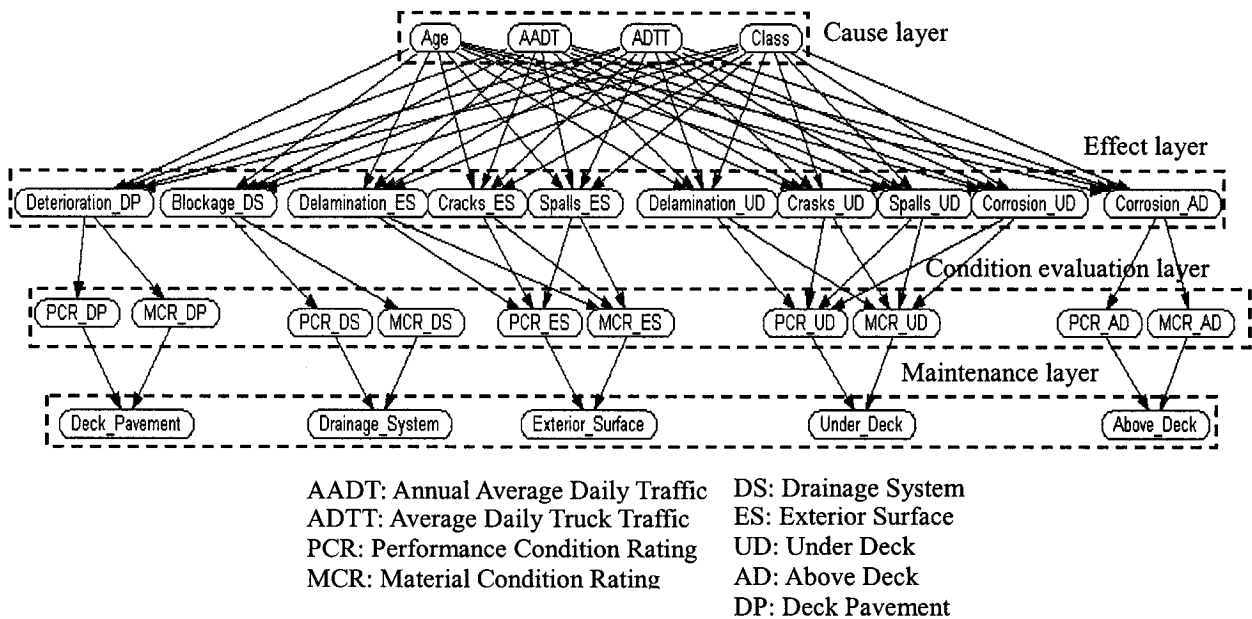 Age AADT ADTT Class Cause layer
Effect layer
Deterioration_DP Blockage_DS Delamination_ES Cracks_ES Spalls_ES Delamination_UD Crasks_UD Spalls_UD Corrosion_UD Corrosion_AD
Condition evaluation layer
PCR_DP MCR_DP PCR_DS MCR_DS PCR_ES MCR_ES PCR_UD MCR_UD PCR_AD MCR_AD
Maintenance layer
Deck_Pavement Drainage_System Exterior_Surface Under_Deck Above_Deck
AADT: Annual Average Daily Traffic
ADTT: Average Daily Truck Traffic
PCR: Performance Condition Rating
MCR: Material Condition Rating
DS: Drainage System
ES: Exterior Surface
UD: Under Deck
AD: Above Deck
DP: Deck Pavement